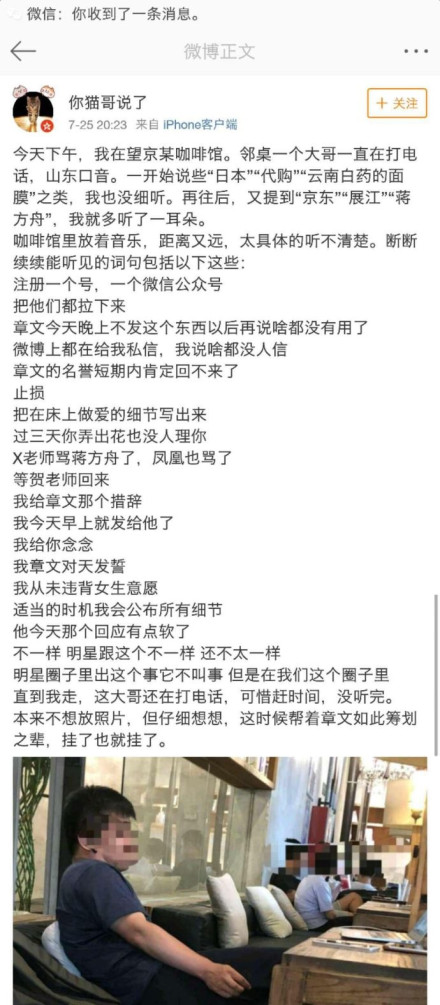 微信：你收到了一条消息。
微博正文
你猫哥说了
7-25 20:23 来自 iPhone客户端
＋ 关注
今天下午，我在望京某咖啡馆。邻桌一个大哥一直在打电
话，山东口音。一开始说些“日本”“代购”“云南白药的面
膜”之类，我也没细听。再往后，又提到“京东”“展江”“蒋
方舟”，我就多听了一耳朵。
咖啡馆里放着音乐，距离又远，太具体的听不清楚。断断
续续能听见的词句包括以下这些：
注册一个号，一个微信公众号
把他们都拉下来
章文今天晚上不发这个东西以后再说啥都没有用了
微博上都在给我私信，我说啥都没人信
章文的名誉短期内肯定回不来了
止损
把在床上做爱的细节写出来
过三天你弄出花也没人理你
X老师骂蒋方舟了，凤凰也骂了
等贺老师回来
我给章文那个措辞
我今天早上就发给他了
我给你念念
我章文对天发誓
我从未违背女生意愿
适当的时机我会公布所有细节
他今天那个回应有点软了
不一样 明星跟这个不一样 还不太一样
明星圈子里出这个事它不叫事 但是在我们这个圈子里
直到我走，这大哥还在打电话，可惜赶时间，没听完。
本来不想放照片，但仔细想想，这时候帮着章文如此筹划
之辈，挂了也就挂了。